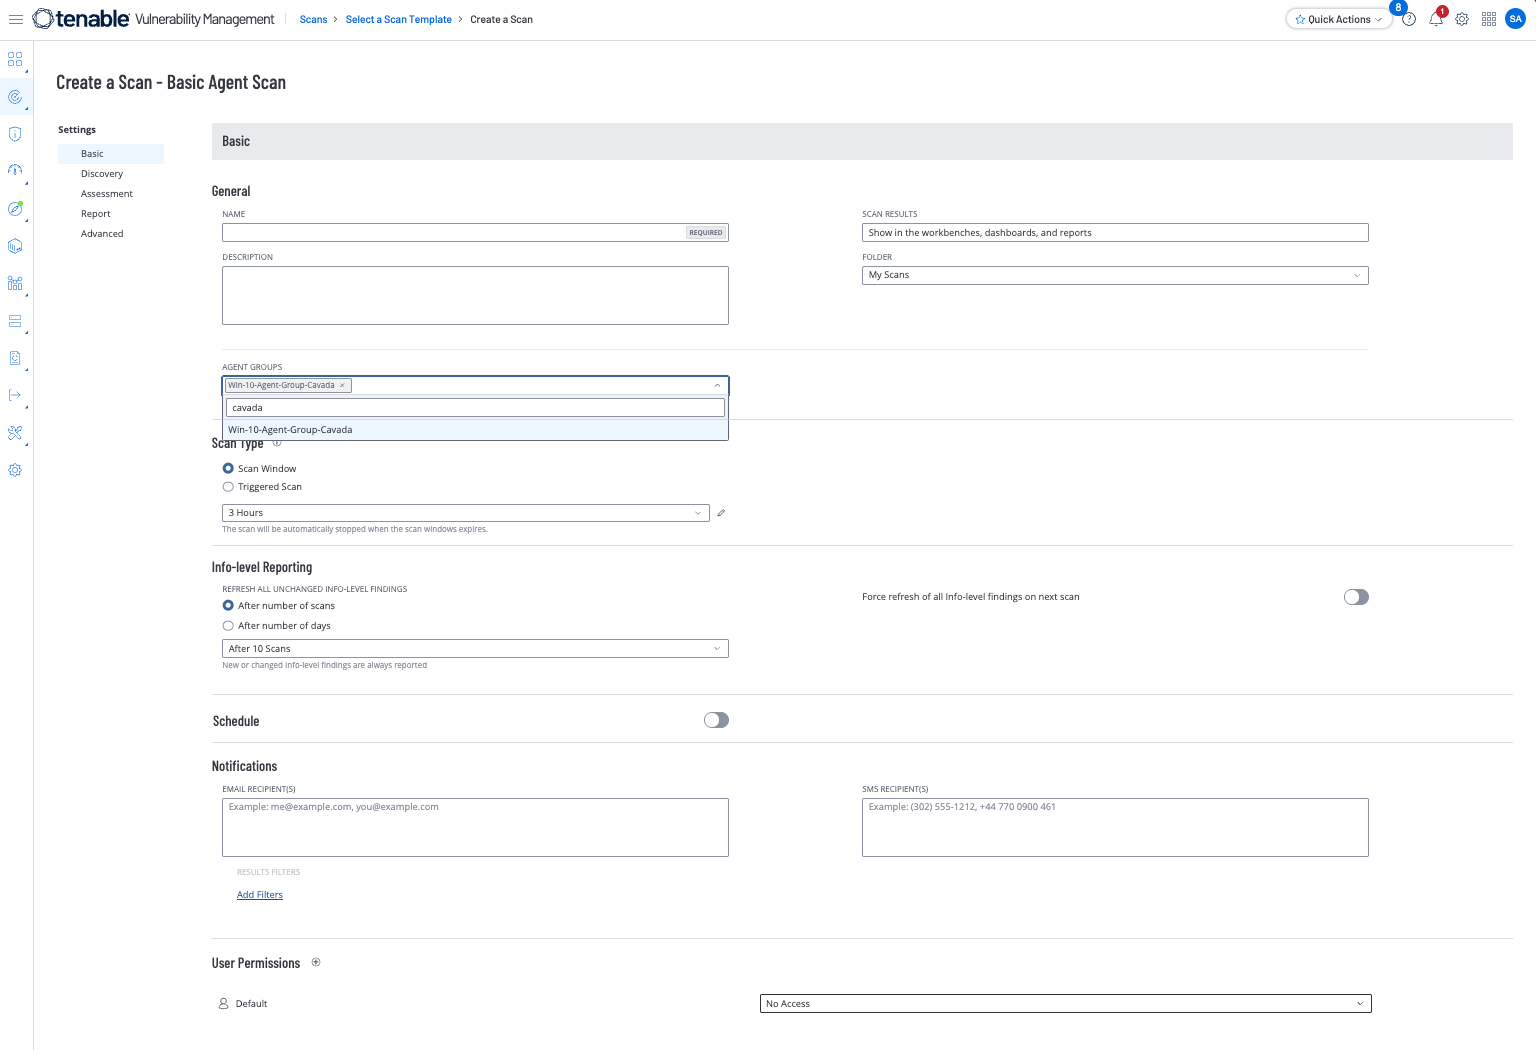 tenable Vulnerability Management
Scans > Select a Scan Template > Create a Scan
Quick Actions
8
?
1
SA
Create a Scan - Basic Agent Scan
Settings
Basic
Discovery
Assessment
Report
Advanced
Basic
General
NAME
REQUIRED
SCAN RESULTS
Show in the workbenches, dashboards, and reports
DESCRIPTION
FOLDER
My Scans
AGENT GROUPS
Win-10-Agent-Group-Cavada ×
cavada
Win-10-Agent-Group-Cavada
Scan Type
Scan Window
Triggered Scan
3 Hours
The scan will be automatically stopped when the scan windows expires.
Info-level Reporting
REFRESH ALL UNCHANGED INFO-LEVEL FINDINGS
After number of scans
Force refresh of all Info-level findings on next scan
After number of days
After 10 Scans
New or changed info-level findings are always reported
Schedule
Notifications
EMAIL RECIPIENT(S)
Example: me@example.com, you@example.com
SMS RECIPIENT(S)
Example: (302) 555-1212, +44 770 0900 461
RESULTS FILTERS
Add Filters
User Permissions
Default
No Access